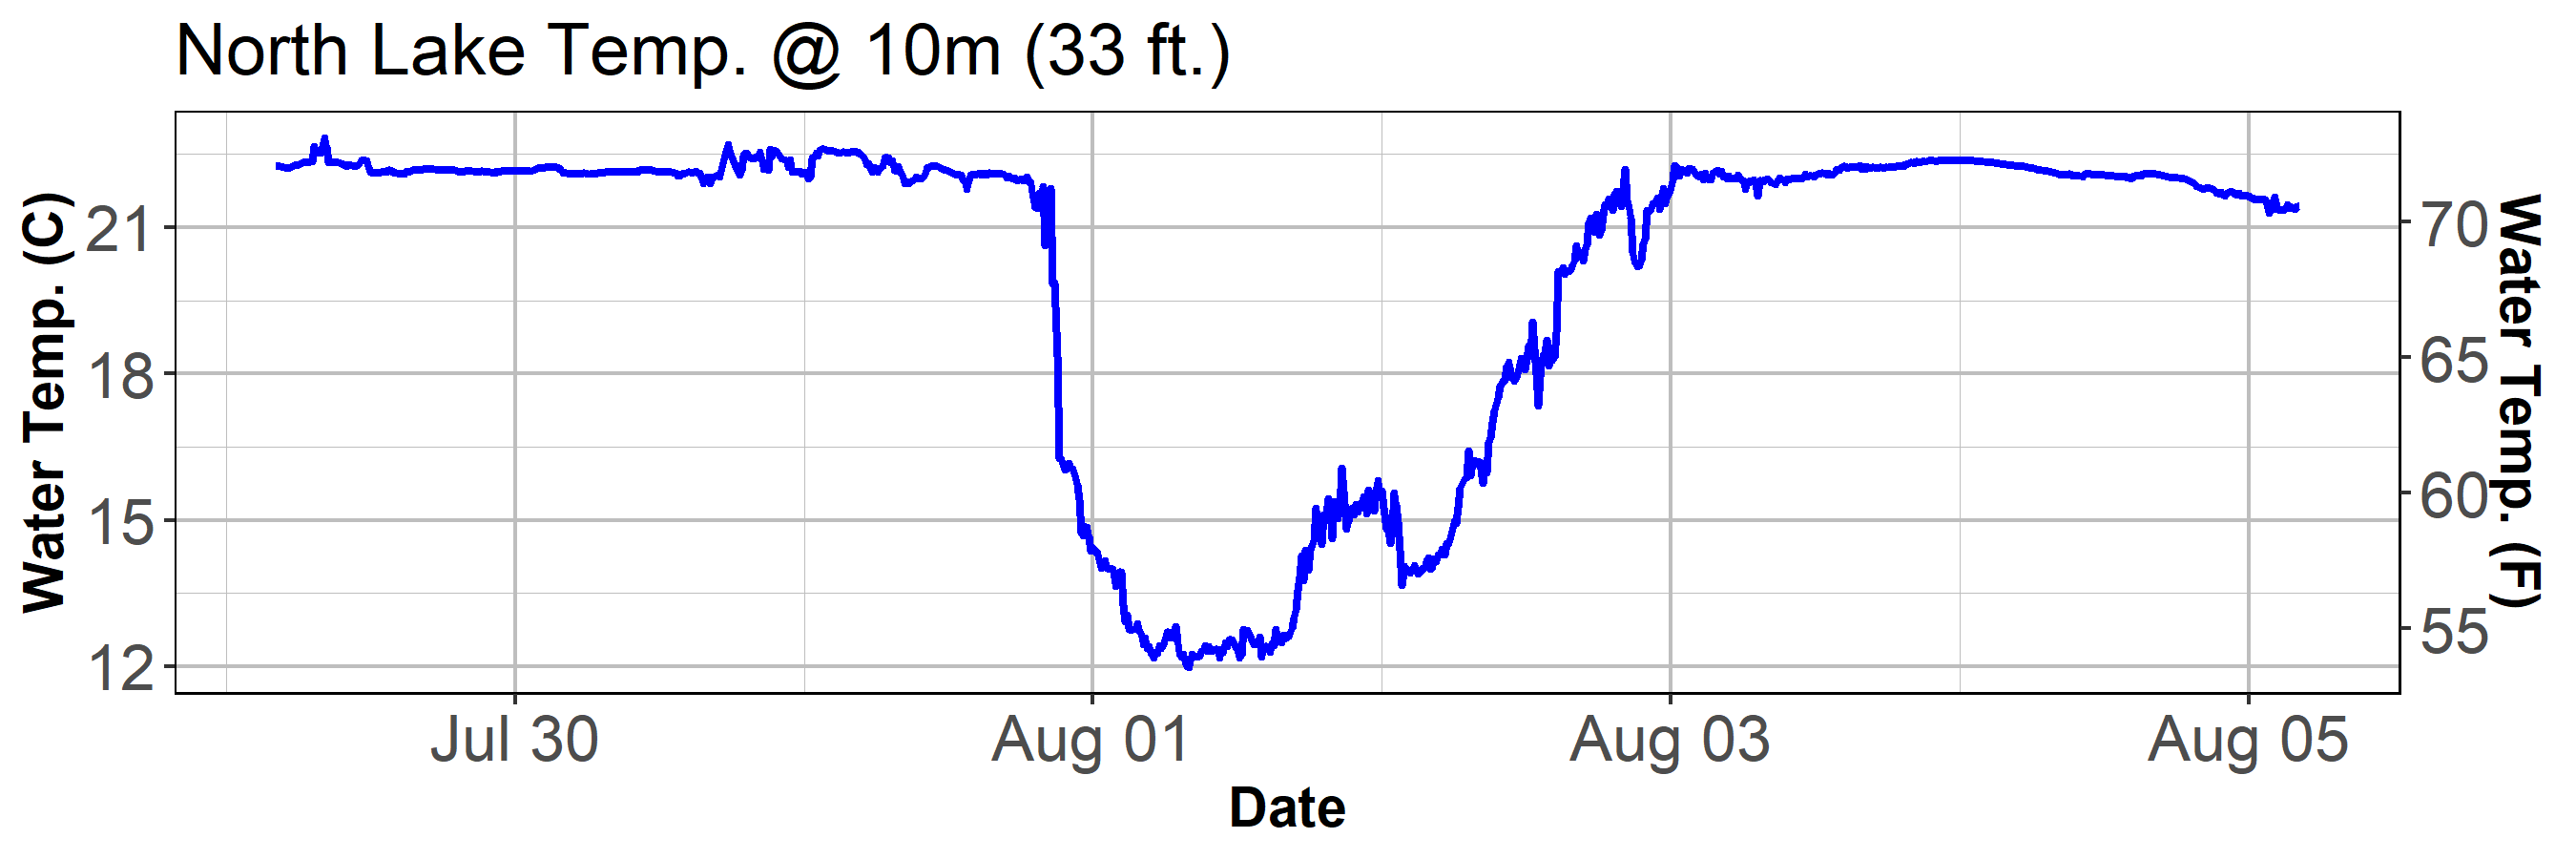 North Lake Temp. @ 10m (33 ft.)
Water Temp. (C)
21
18
15
12
70
65
60
55
Water Temp. (F)
Jul 30
Aug 01
Aug 03
Aug 05
Date